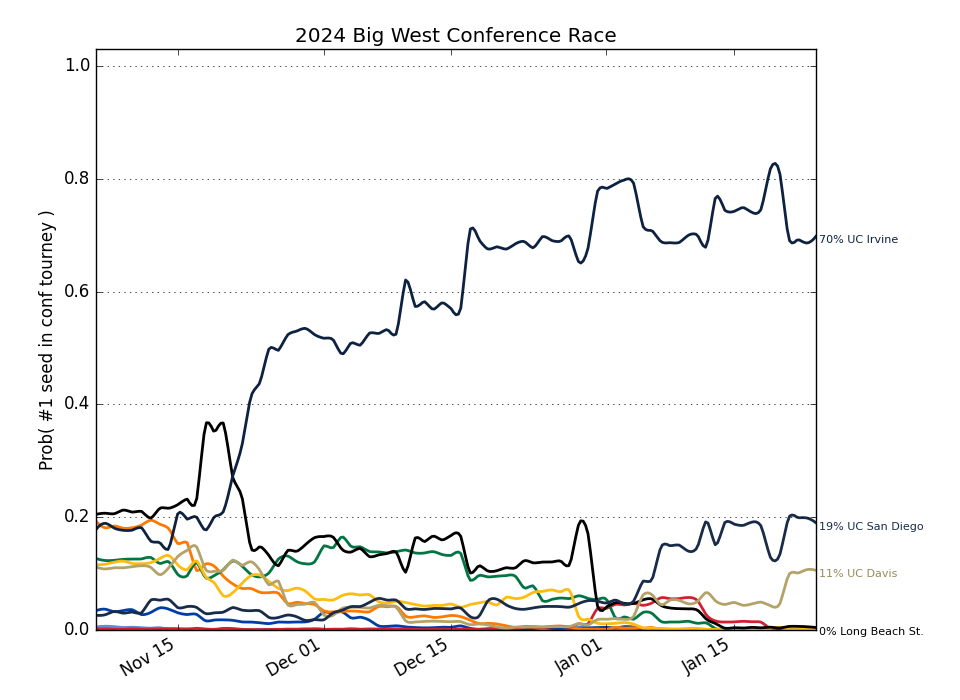 2024 Big West Conference Race
Prob( #1 seed in conf tourney )
1.0
0.8
0.6
0.4
0.2
0.0
70% UC Irvine
19% UC San Diego
11% UC Davis
0% Long Beach St.
Nov 15
Dec 01
Dec 15
Jan 01
Jan 15